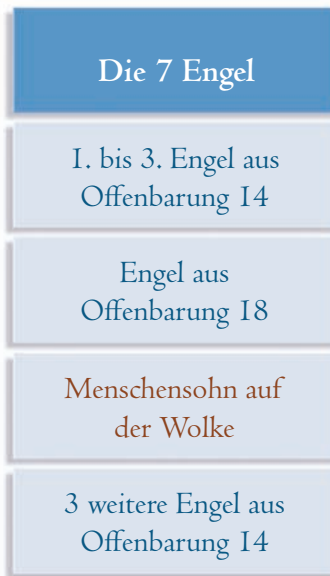 Die 7 Engel
1. bis 3. Engel aus
Offenbarung 14
Engel aus
Offenbarung 18
Menschensohn auf
der Wolke
3 weitere Engel aus
Offenbarung 14